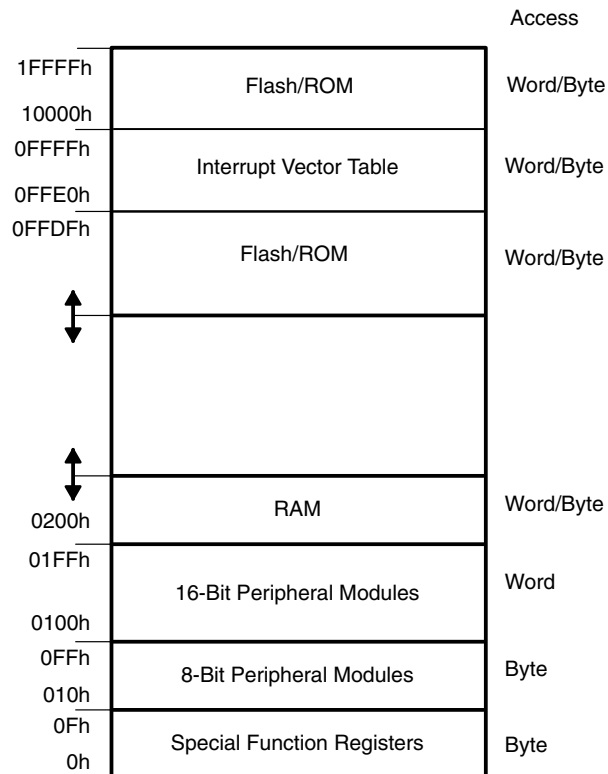 Access
1FFFFh
Flash/ROM
Word/Byte
10000h
0FFFFh
Interrupt Vector Table
Word/Byte
0FFE0h
0FFDFh
Flash/ROM
Word/Byte
RAM
Word/Byte
0200h
01FFh
16-Bit Peripheral Modules
Word
0100h
0FFh
8-Bit Peripheral Modules
Byte
010h
0Fh
Special Function Registers
Byte
0h